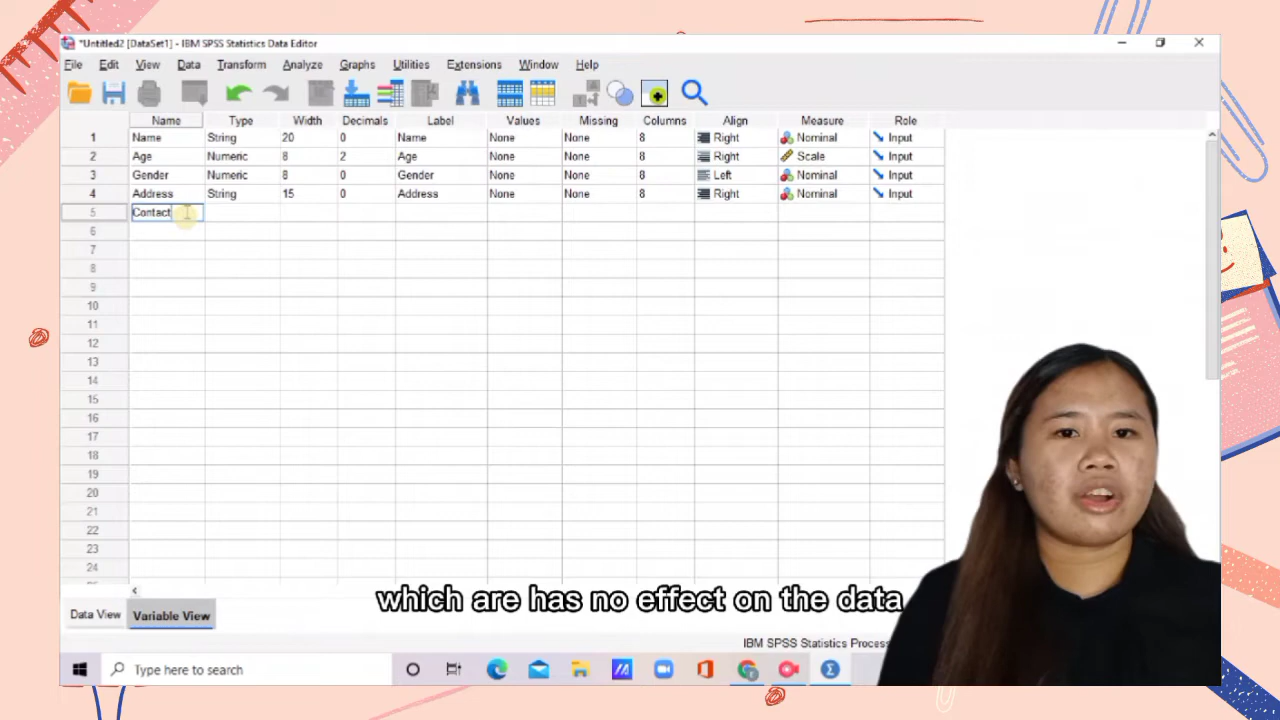 *Untitled2 [DataSet1] - IBM SPSS Statistics Data Editor
File Edit View Data Transform Analyze Graphs Utilities Extensions Window Help
Name Type Width Decimals Label Values Missing Columns Align Measure Role
1 Name String 20 0 Name None None 8 Right Nominal Input
2 Age Numeric 8 2 Age None None 8 Right Scale Input
3 Gender Numeric 8 0 Gender None None 8 Left Nominal Input
4 Address String 15 0 Address None None 8 Right Nominal Input
5 Contact
6
7
8
9
10
11
12
13
14
15
16
17
18
19
20
21
22
23
24
which are has no effect on the data
Data View Variable View
IBM SPSS Statistics
Type here to search